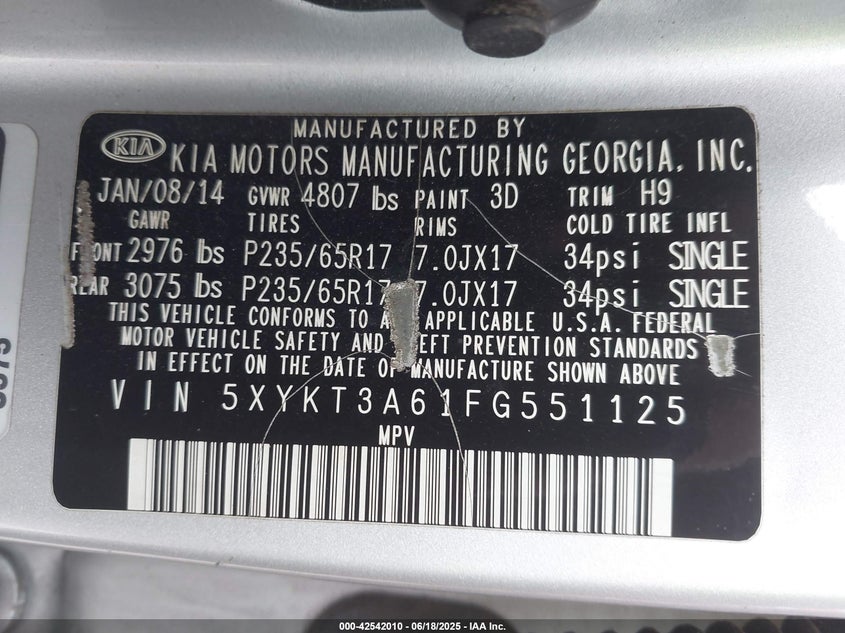 MANUFACTURED BY
KIA KIA MOTORS MANUFACTURING GEORGIA, INC.
JAN/08/14 GVWR 4807 lbs PAINT 3D TRIM H9
GAWR TIRES RIMS COLD TIRE INFL
FRONT 2976 lbs P235/65R17 7.0JX17 34psi SINGLE
REAR 3075 lbs P235/65R17 7.0JX17 34psi SINGLE
THIS VEHICLE CONFORMS TO APPLICABLE U.S.A. FEDERAL
MOTOR VEHICLE SAFETY AND THEFT PREVENTION STANDARDS
IN EFFECT ON THE DATE OF MANUFACTURE SHOWN ABOVE
VIN 5XYKT3A61FG551125
MPV
000-42542010 - 06/18/2025 - IAA Inc.